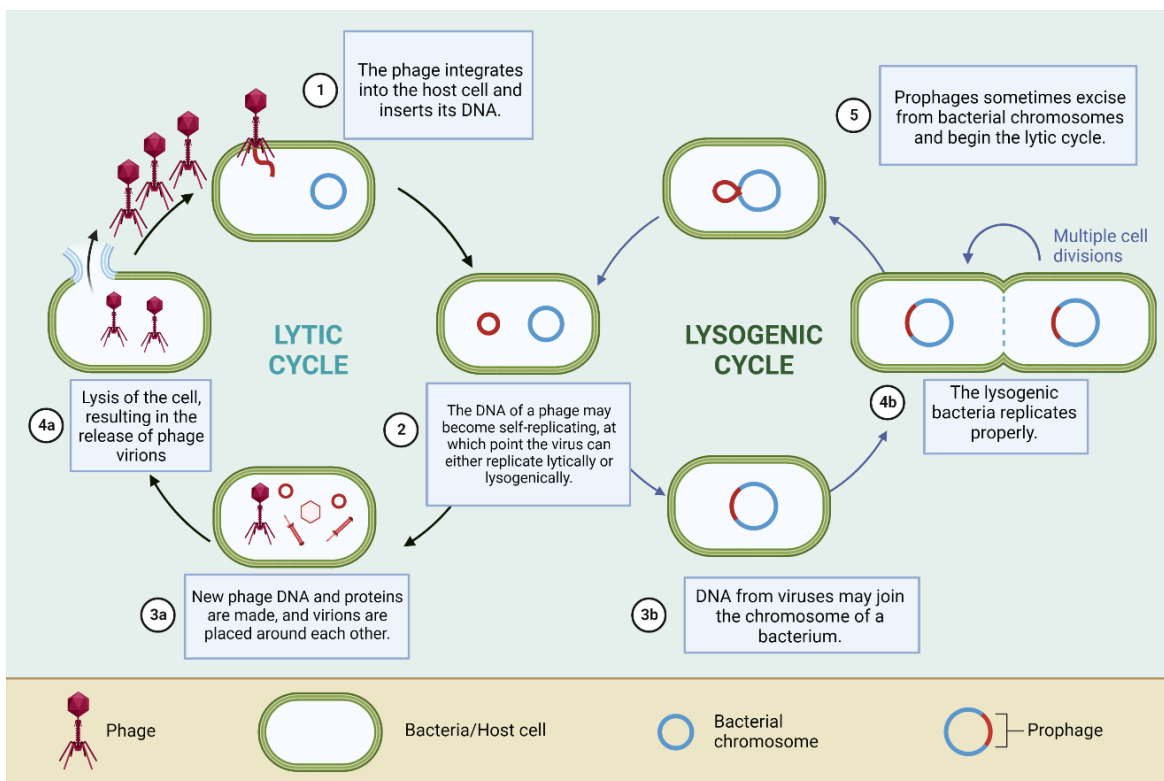 1
The phage integrates
into the host cell and
inserts its DNA.
5
Prophages sometimes excise
from bacterial chromosomes
and begin the lytic cycle.
Multiple cell
divisions
LYTIC
CYCLE
LYSOGENIC
CYCLE
4a
Lysis of the cell,
resulting in the
release of phage
virions
2
The DNA of a phage may
become self-replicating, at
which point the virus can
either replicate lytically or
lysogenically.
4b
The lysogenic
bacteria replicates
properly.
3a
New phage DNA and proteins
are made, and virions are
placed around each other.
3b
DNA from viruses may join
the chromosome of a
bacterium.
Phage
Bacteria/Host cell
Bacterial
chromosome
Prophage